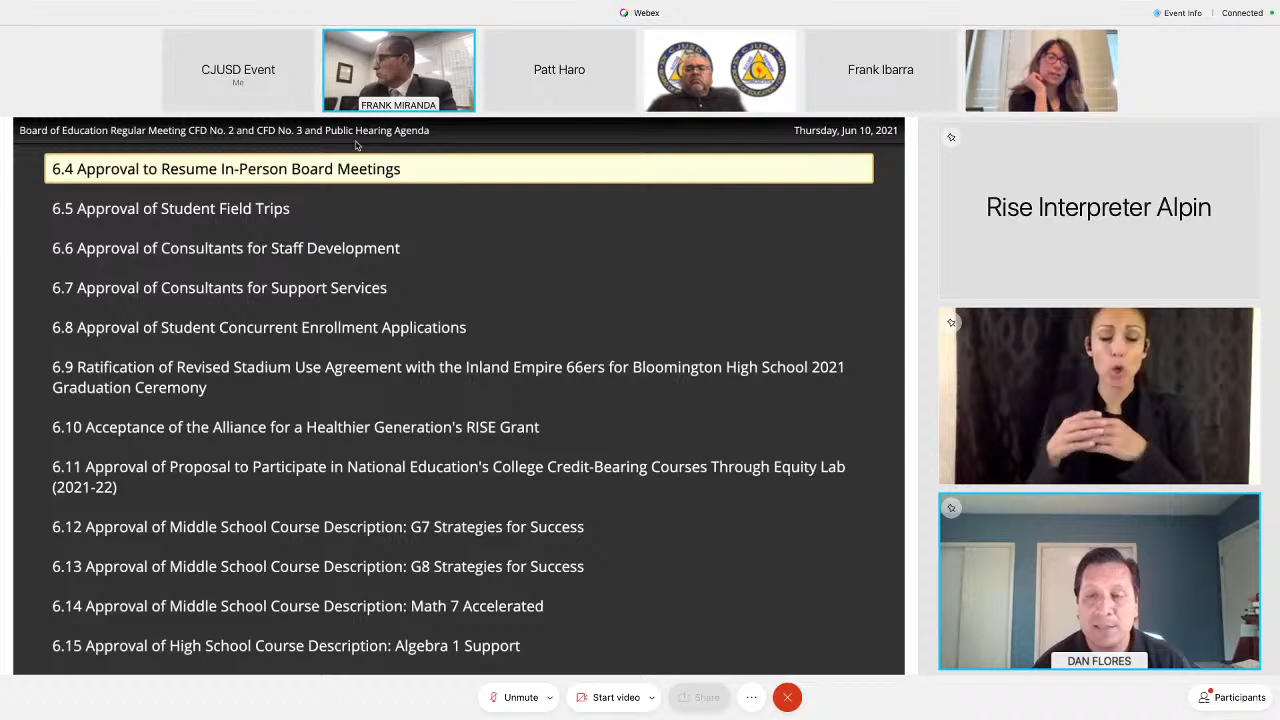 Webex
Event Info
Connected
CJUSD Event
Me
FRANK MIRANDA
Patt Haro
CJUSD
CJUSD
Frank Ibarra
Board of Education Regular Meeting CFD No. 2 and CFD No. 3 and Public Hearing Agenda
Thursday, Jun 10, 2021
6.4 Approval to Resume In-Person Board Meetings
6.5 Approval of Student Field Trips
6.6 Approval of Consultants for Staff Development
6.7 Approval of Consultants for Support Services
6.8 Approval of Student Concurrent Enrollment Applications
6.9 Ratification of Revised Stadium Use Agreement with the Inland Empire 66ers for Bloomington High School 2021
Graduation Ceremony
6.10 Acceptance of the Alliance for a Healthier Generation's RISE Grant
6.11 Approval of Proposal to Participate in National Education's College Credit-Bearing Courses Through Equity Lab
(2021-22)
6.12 Approval of Middle School Course Description: G7 Strategies for Success
6.13 Approval of Middle School Course Description: G8 Strategies for Success
6.14 Approval of Middle School Course Description: Math 7 Accelerated
6.15 Approval of High School Course Description: Algebra 1 Support
Rise Interpreter Alpin
DAN FLORES
Unmute
Start video
Share
Participants